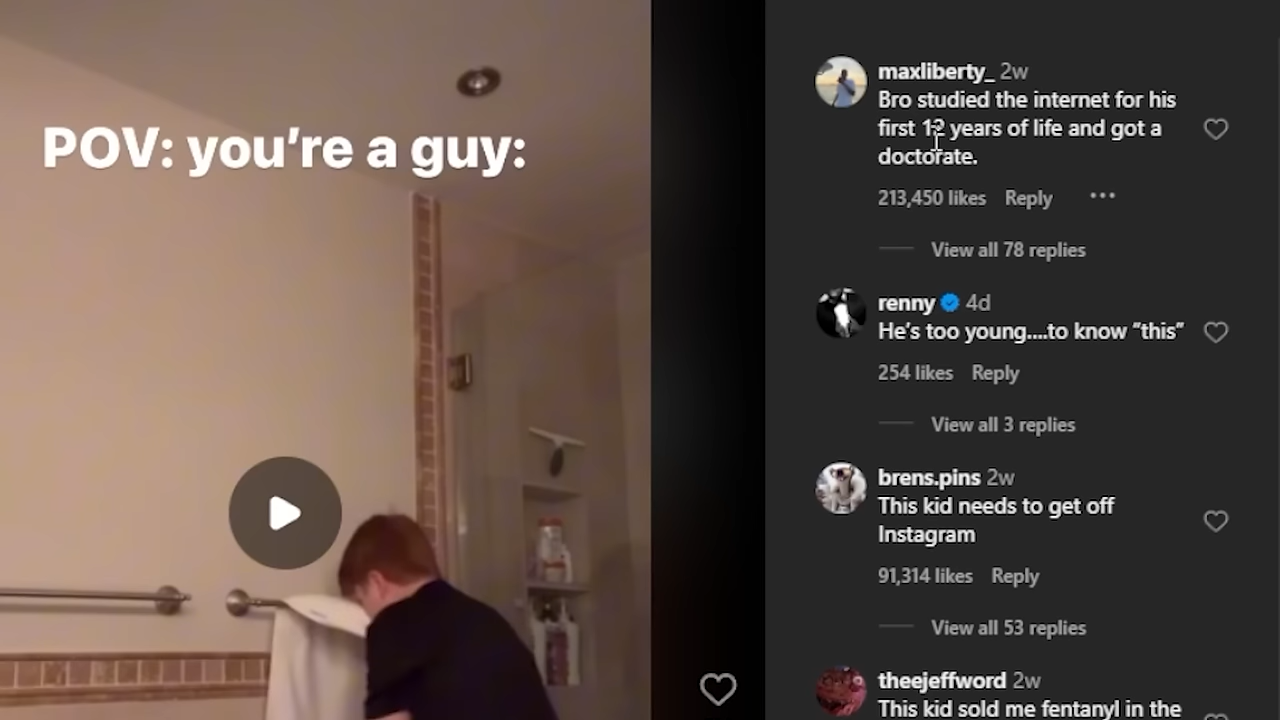 POV: you're a guy:
maxliberty_ 2w
Bro studied the internet for his
first 12 years of life and got a
doctorate.
213,450 likes Reply ···
View all 78 replies
renny 4d
He's too young....to know “this”
254 likes Reply
View all 3 replies
brens.pins 2w
This kid needs to get off
Instagram
91,314 likes Reply
View all 53 replies
theejeffword 2w
This kid sold me fentanyl in the